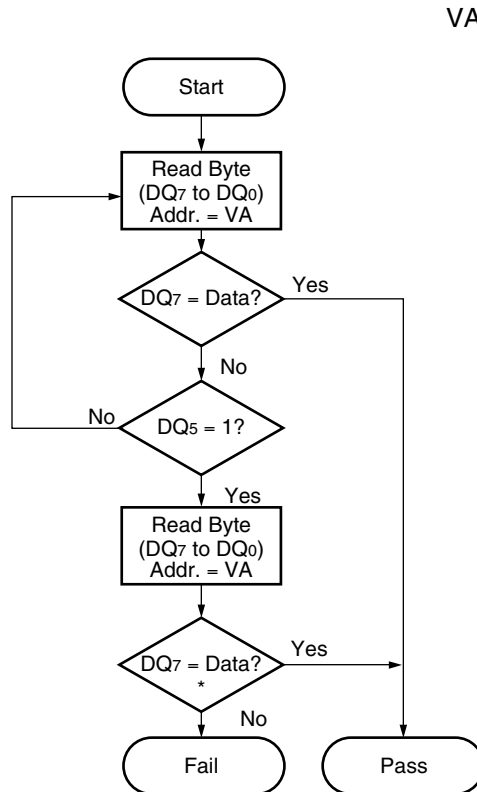 VA
Start
Read Byte
(DQ7 to DQ0)
Addr. = VA
DQ7 = Data?
Yes
No
No
DQ5 = 1?
Yes
Read Byte
(DQ7 to DQ0)
Addr. = VA
DQ7 = Data?
*
Yes
No
Fail
Pass